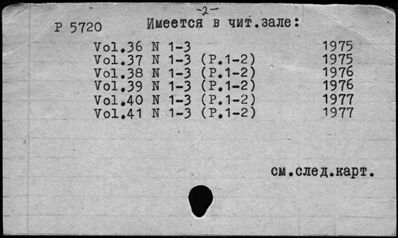 -2-
P 5720 Имеется в чит.зале:
Vol.36 N 1-3 1975
Vol.37 N 1-3 (P.1-2) 1975
Vol.38 N 1-3 (P.1-2) 1976
Vol.39 N 1-3 (P.1-2) 1976
Vol.40 N 1-3 (P.1-2) 1977
Vol.41 N 1-3 (P.1-2) 1977
см.след.карт.